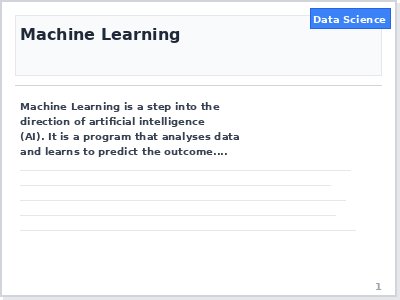 Data Science
Machine Learning
Machine Learning is a step into the
direction of artificial intelligence
(AI). It is a program that analyses data
and learns to predict the outcome....
1